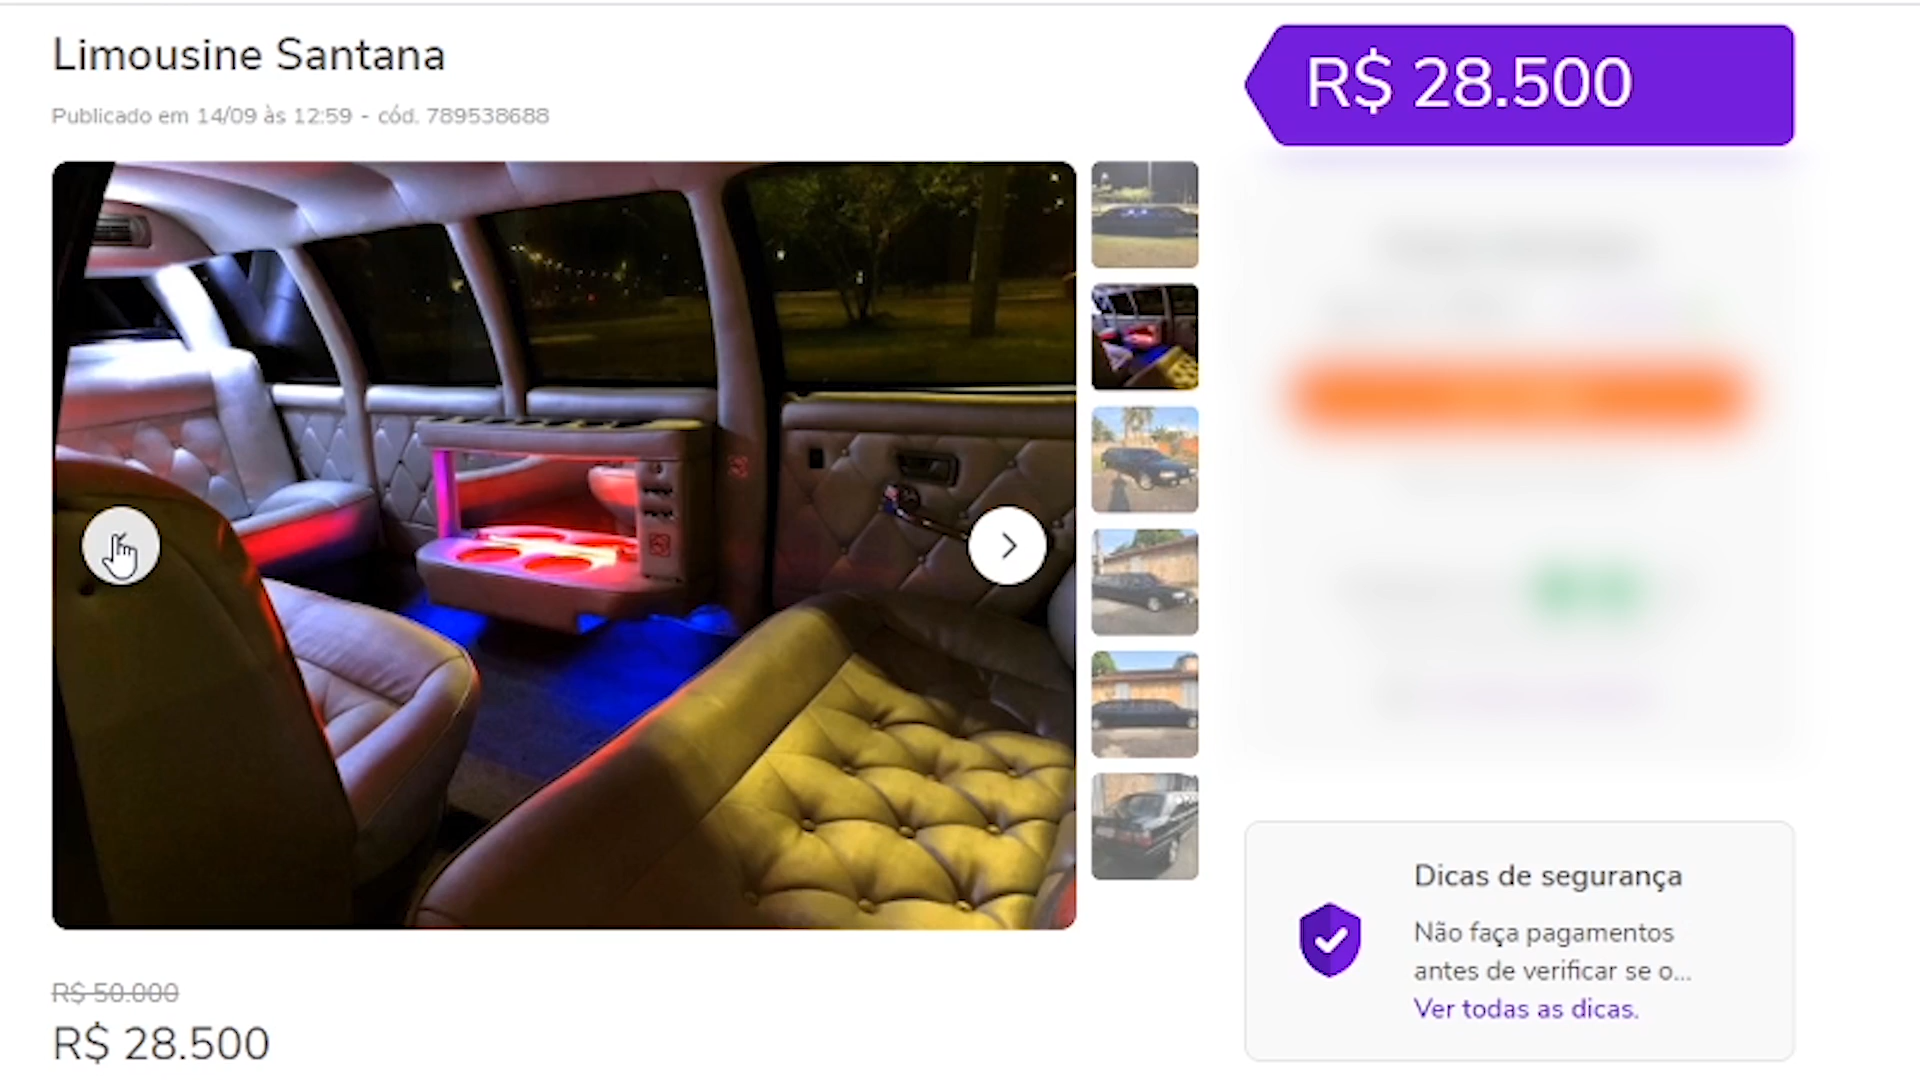 Limousine Santana
Publicado em 14/09 às 12:59 - cód. 789538688
R$ 28.500
R$ 50.000
R$ 28.500
Dicas de segurança
Não faça pagamentos
antes de verificar se o...
Ver todas as dicas.